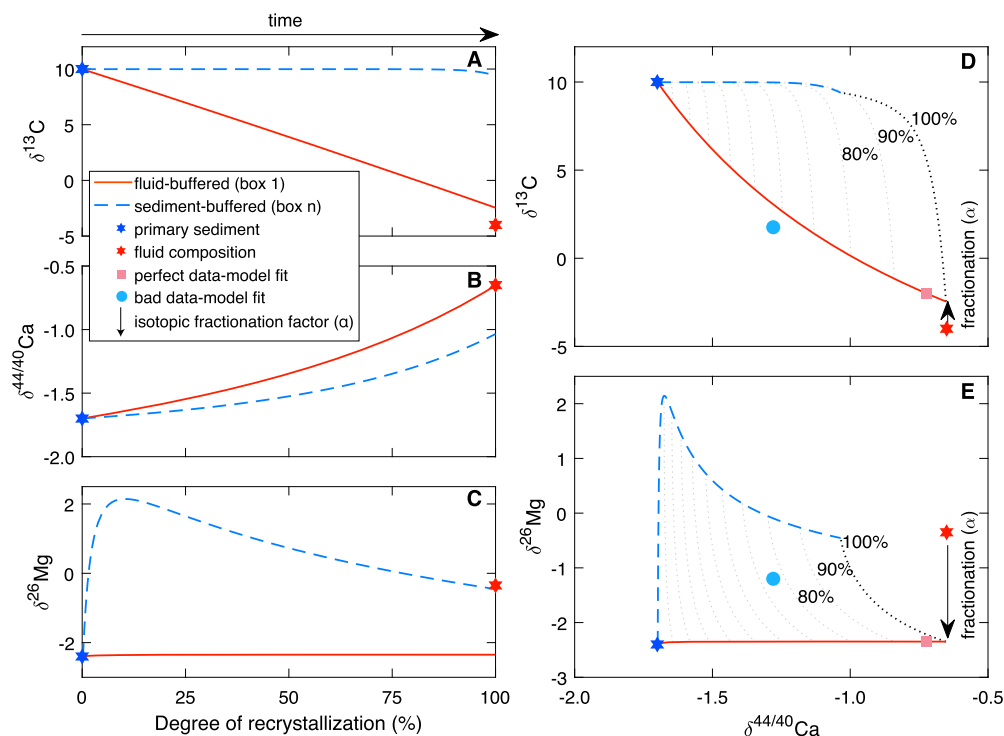 time
A
10
5
0
-5
δ13C
fluid-buffered (box 1)
sediment-buffered (box n)
primary sediment
fluid composition
perfect data-model fit
bad data-model fit
isotopic fractionation factor (α)
B
-0.5
-1.0
-1.5
-2.0
δ44/40Ca
C
2
0
-2
δ26Mg
0
25
50
75
100
Degree of recrystallization (%)
D
10
5
0
-5
δ13C
100%
90%
80%
fractionation (α)
E
2
1
0
-1
-2
-3
δ26Mg
100%
90%
80%
fractionation (α)
-2.0
-1.5
-1.0
-0.5
δ44/40Ca